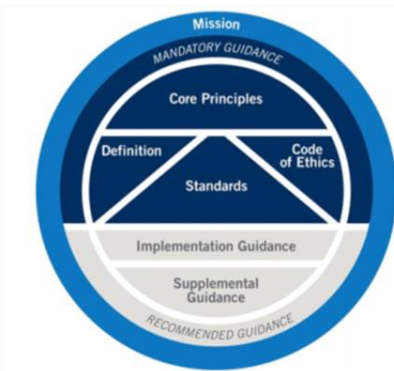 Mission
MANDATORY GUIDANCE
Core Principles
Definition
Code
of Ethics
Standards
Implementation Guidance
Supplemental
Guidance
RECOMMENDED GUIDANCE